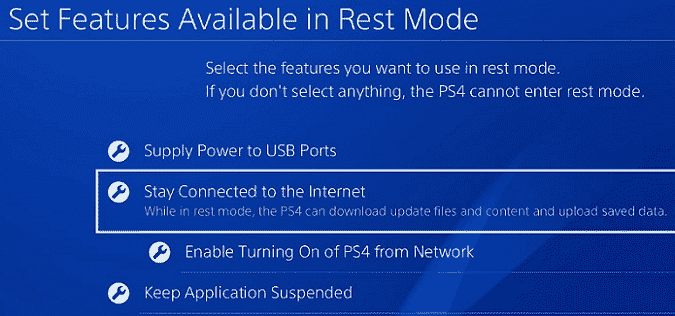 Set Features Available in Rest Mode
Select the features you want to use in rest mode.
If you don't select anything, the PS4 cannot enter rest mode.
Supply Power to USB Ports
Stay Connected to the Internet
While in rest mode, the PS4 can download update files and content and upload saved data.
Enable Turning On of PS4 from Network
Keep Application Suspended